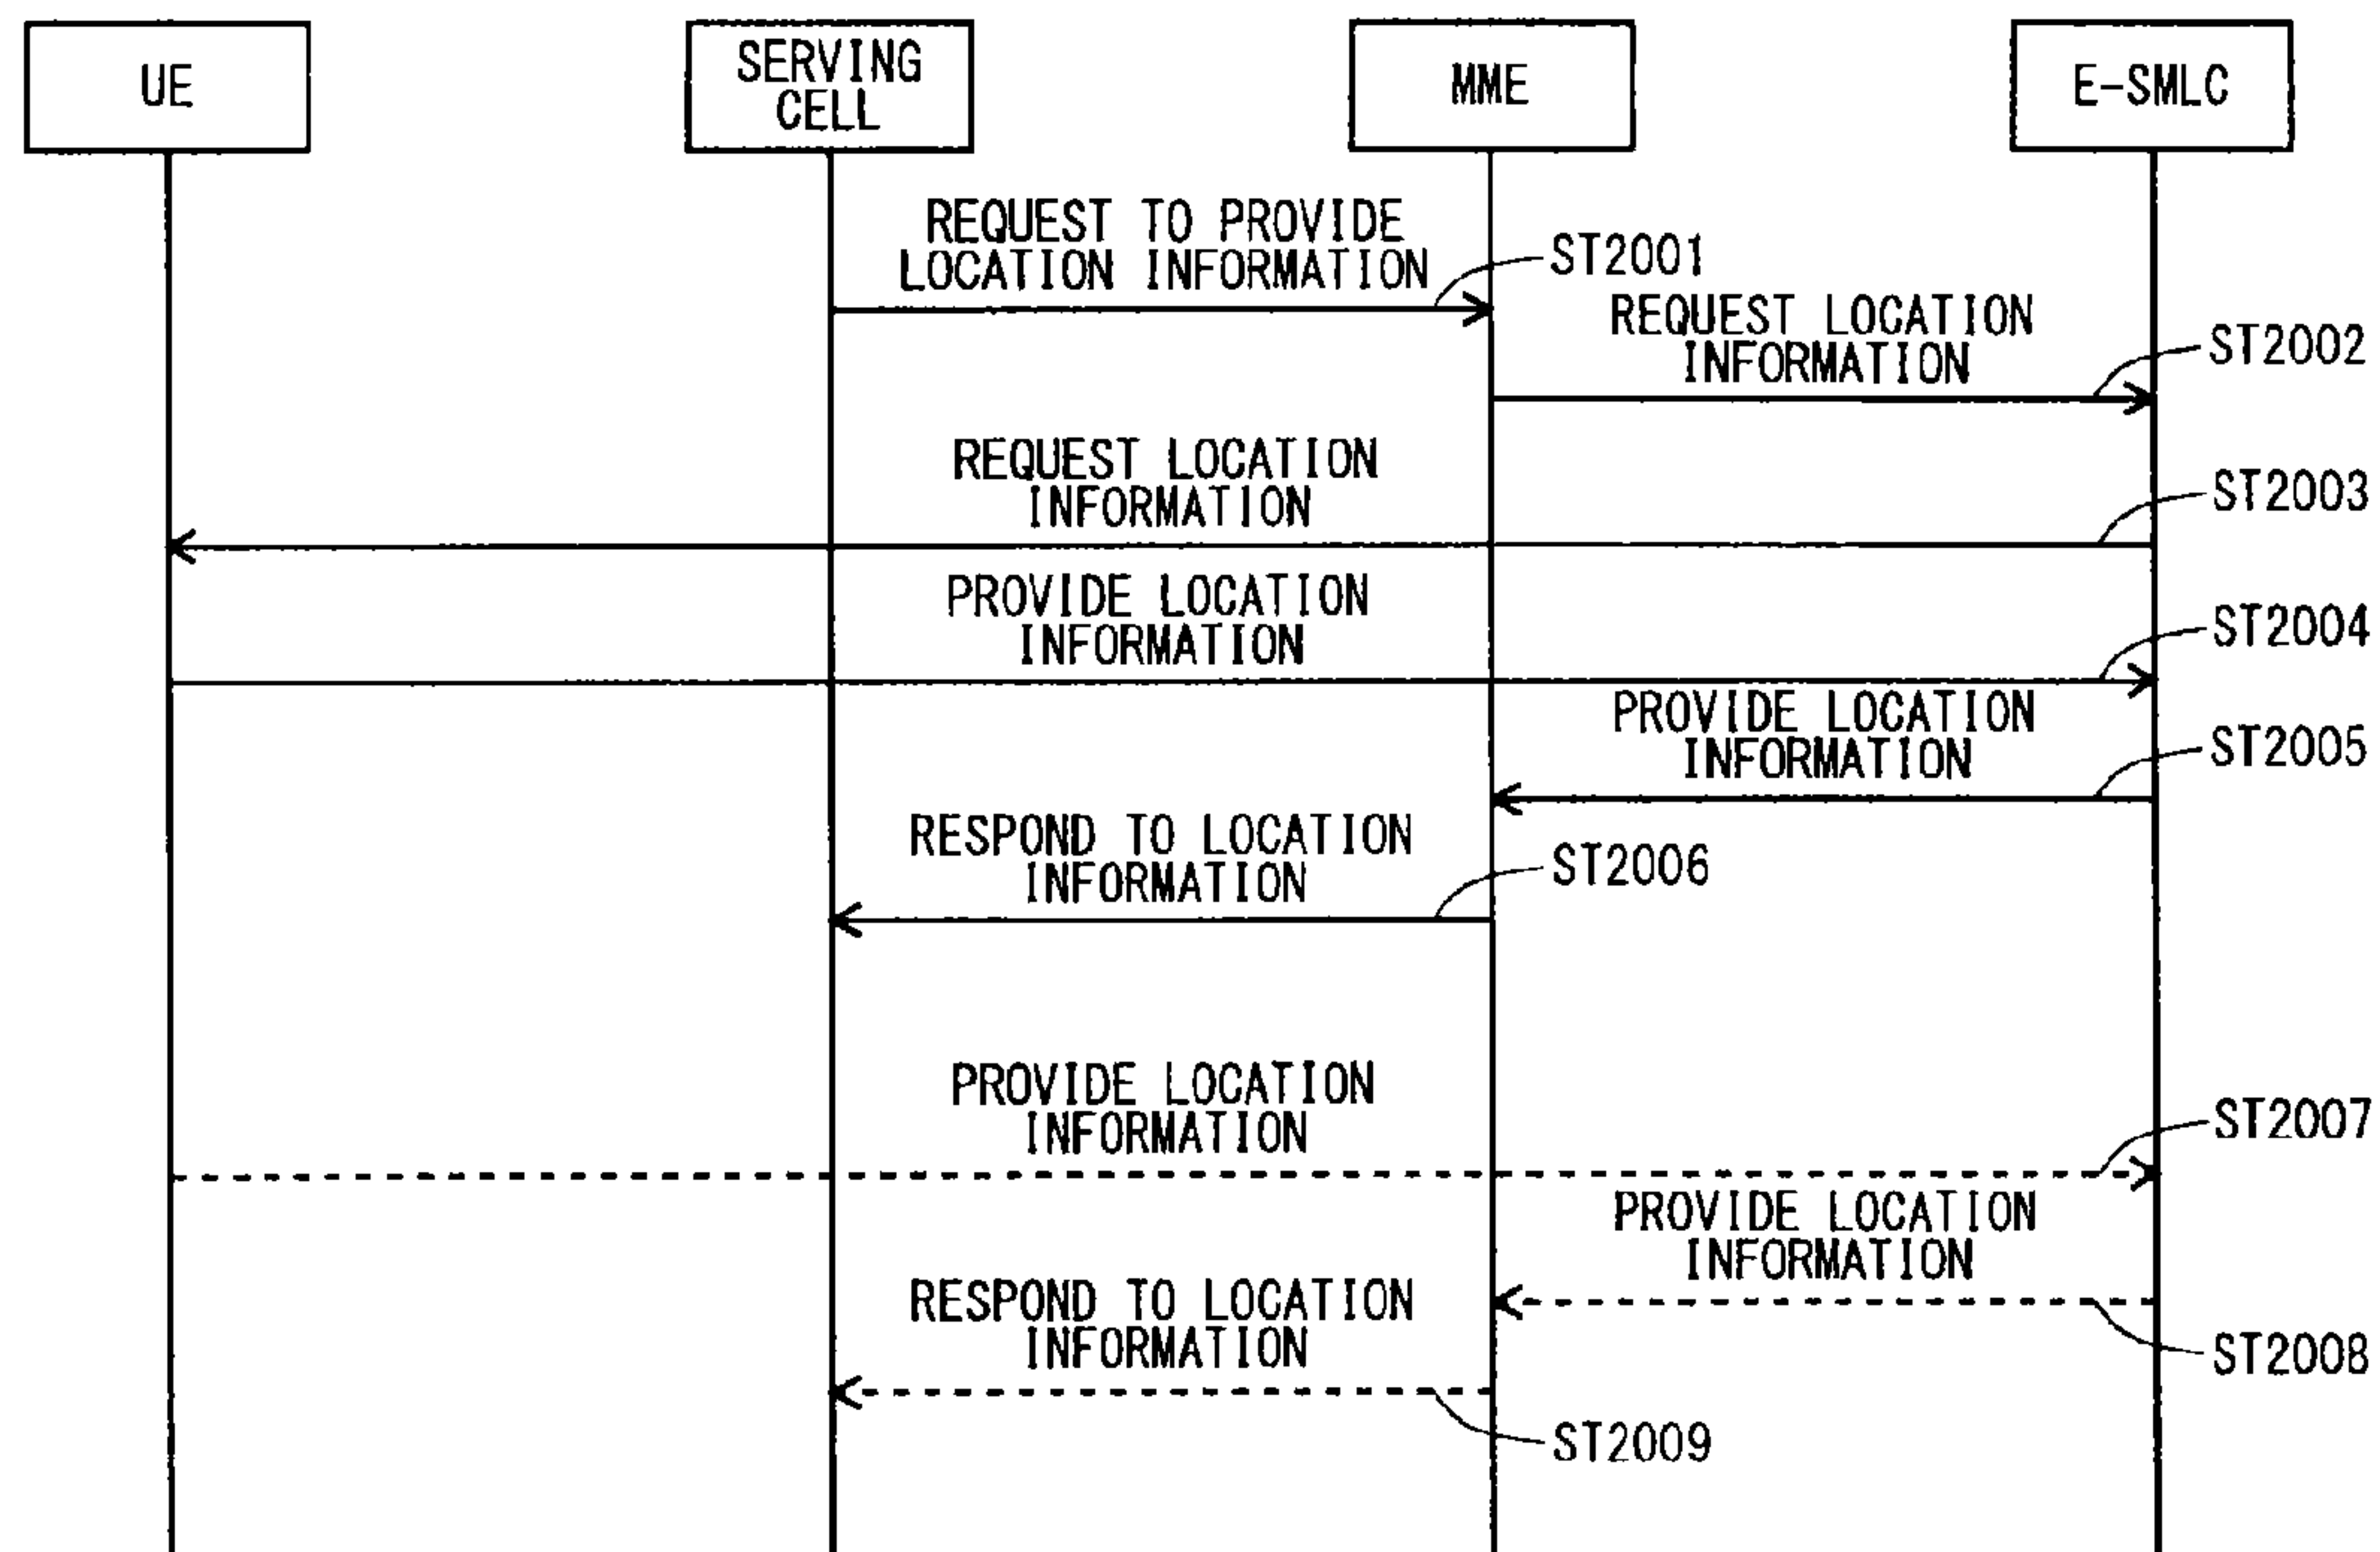 UE
SERVING
CELL
MME
E-SMLC
REQUEST TO PROVIDE
LOCATION INFORMATION
ST2001
REQUEST LOCATION
INFORMATION
ST2002
REQUEST LOCATION
INFORMATION
ST2003
PROVIDE LOCATION
INFORMATION
ST2004
PROVIDE LOCATION
INFORMATION
ST2005
RESPOND TO LOCATION
INFORMATION
ST2006
PROVIDE LOCATION
INFORMATION
ST2007
PROVIDE LOCATION
INFORMATION
ST2008
RESPOND TO LOCATION
INFORMATION
ST2009